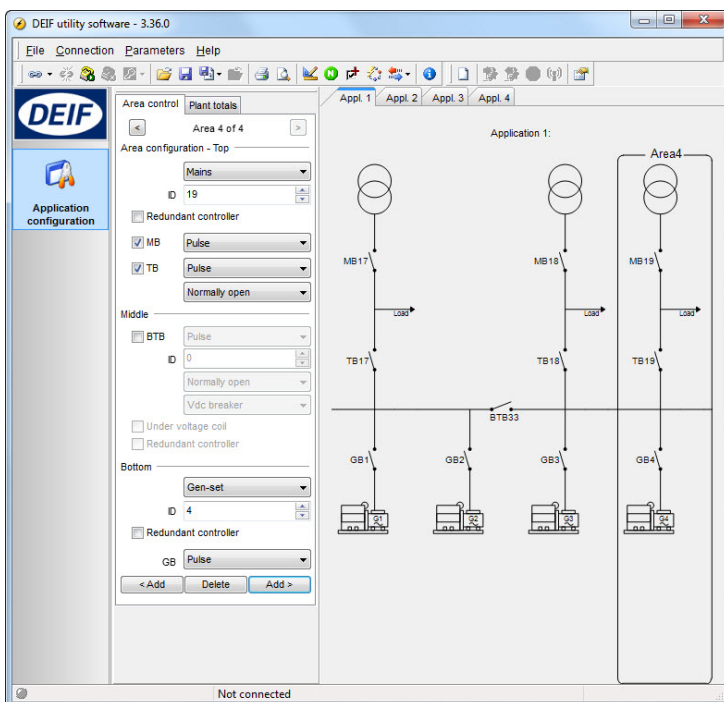 DEIF utility software - 3.36.0
File Connection Parameters Help
DEIF
Application
configuration
Area control Plant totals
< Area 4 of 4 >
Area configuration - Top
Mains
ID 19
Redundant controller
MB Pulse
TB Pulse
Normally open
Middle
BTB Pulse
ID 0
Normally open
Vdc breaker
Under voltage coil
Redundant controller
Bottom
Gen-set
ID 4
Redundant controller
GB Pulse
< Add Delete Add >
Appl. 1 Appl. 2 Appl. 3 Appl. 4
Application 1:
Area4
MB17 MB18 MB19
Load Load Load
TB17 TB18 TB19
BTB33
GB1 GB2 GB3 GB4
G1 G2 G3 G4
Not connected